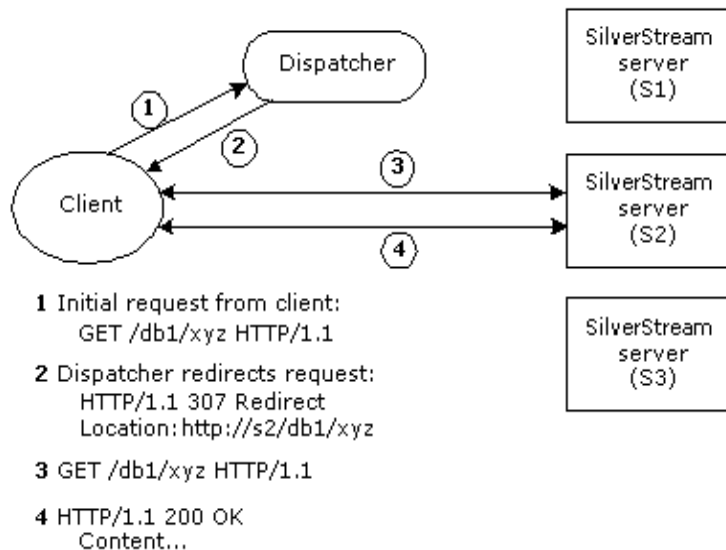 Dispatcher
SilverStream
server
(S1)
1
2
Client
3
4
SilverStream
server
(S2)
SilverStream
server
(S3)
1 Initial request from client:
GET /db1/xyz HTTP/1.1
2 Dispatcher redirects request:
HTTP/1.1 307 Redirect
Location:http://s2/db1/xyz
3 GET /db1/xyz HTTP/1.1
4 HTTP/1.1 200 OK
Content...